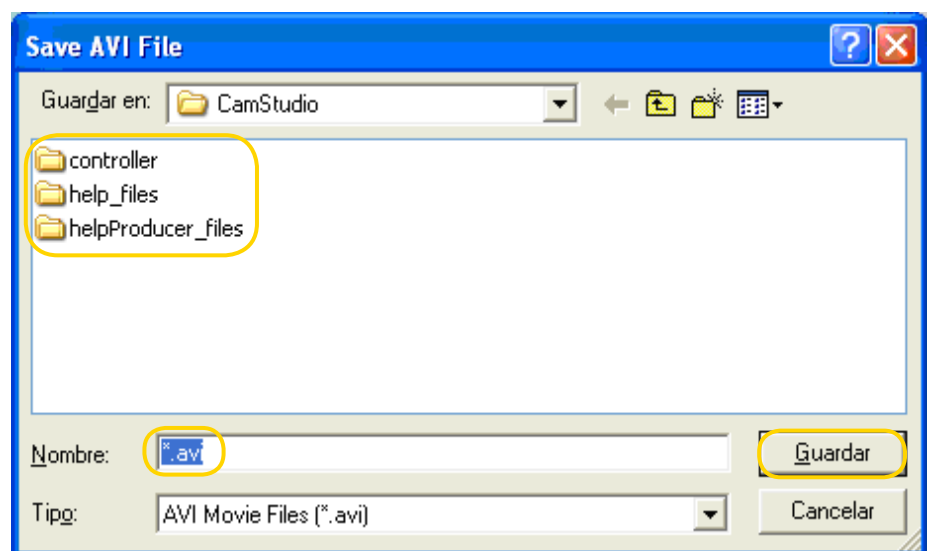 Save AVI File
Guardar en: CamStudio
controller
help_files
helpProducer_files
Nombre: *.avi Guardar
Tipo: AVI Movie Files (*.avi) Cancelar